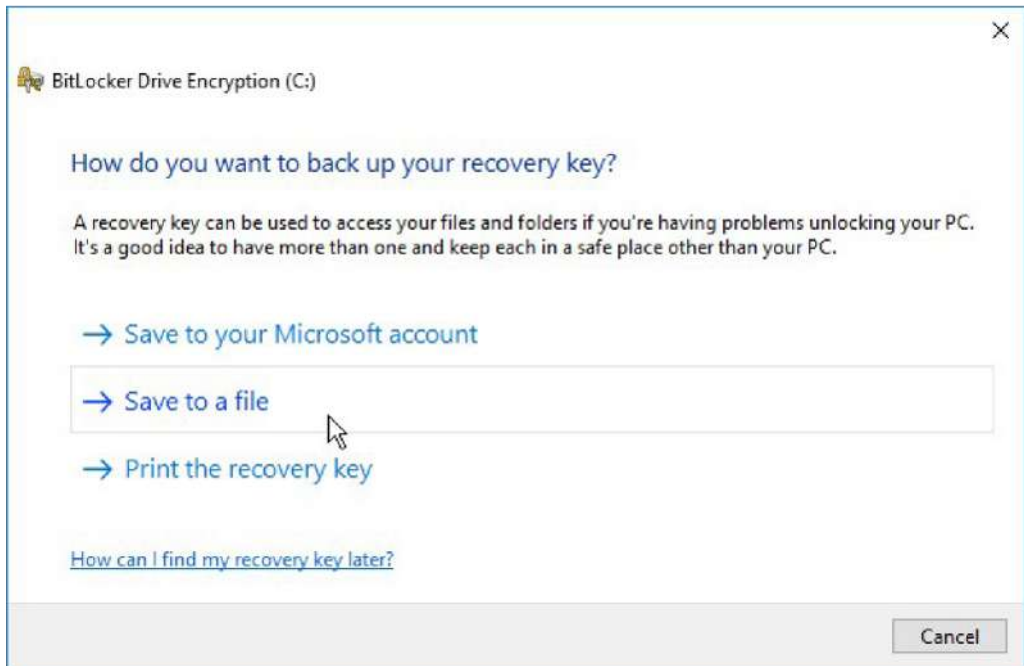 BitLocker Drive Encryption (C:)
How do you want to back up your recovery key?
A recovery key can be used to access your files and folders if you're having problems unlocking your PC.
It's a good idea to have more than one and keep each in a safe place other than your PC.
→ Save to your Microsoft account
→ Save to a file
→ Print the recovery key
How can I find my recovery key later?
Cancel